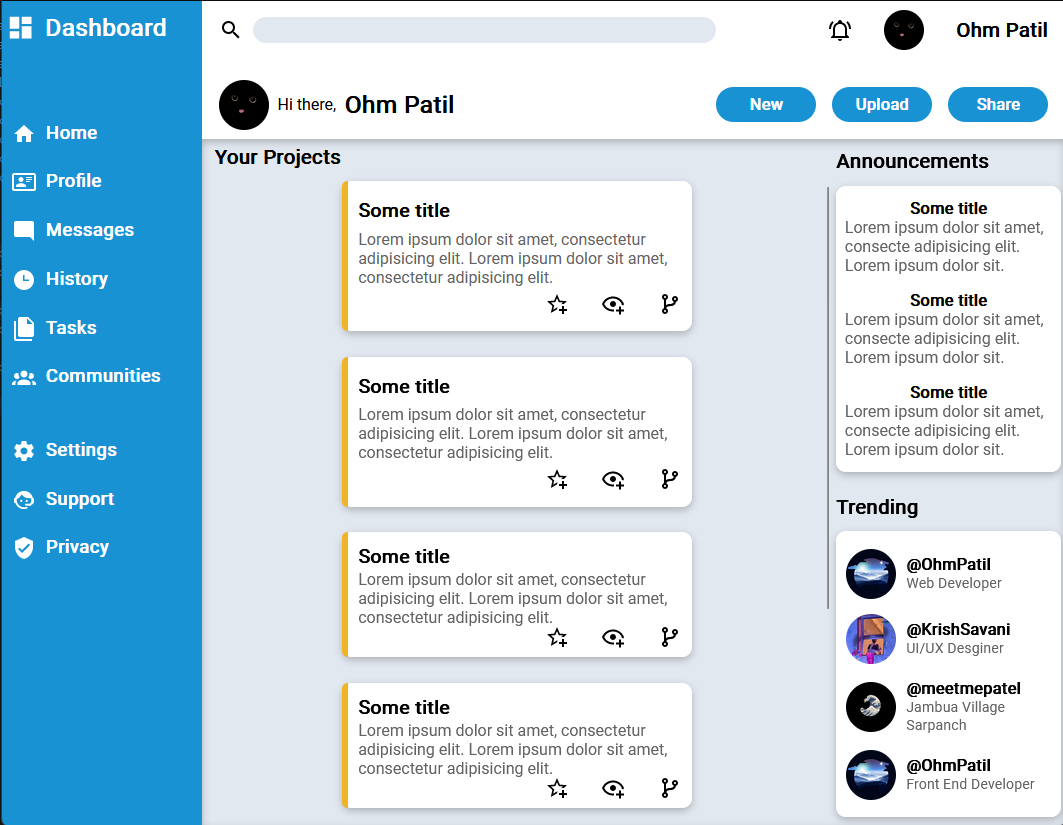 Dashboard
Home
Profile
Messages
History
Tasks
Communities
Settings
Support
Privacy
Ohm Patil
Hi there, Ohm Patil
New
Upload
Share
Your Projects
Some title
Lorem ipsum dolor sit amet, consectetur
adipisicing elit. Lorem ipsum dolor sit amet,
consectetur adipisicing elit.
Some title
Lorem ipsum dolor sit amet, consectetur
adipisicing elit. Lorem ipsum dolor sit amet,
consectetur adipisicing elit.
Some title
Lorem ipsum dolor sit amet, consectetur
adipisicing elit. Lorem ipsum dolor sit amet,
consectetur adipisicing elit.
Some title
Lorem ipsum dolor sit amet, consectetur
adipisicing elit. Lorem ipsum dolor sit amet,
consectetur adipisicing elit.
Announcements
Some title
Lorem ipsum dolor sit amet,
consecte adipisicing elit.
Lorem ipsum dolor sit.
Some title
Lorem ipsum dolor sit amet,
consecte adipisicing elit.
Lorem ipsum dolor sit.
Some title
Lorem ipsum dolor sit amet,
consecte adipisicing elit.
Lorem ipsum dolor sit.
Trending
@OhmPatil
Web Developer
@KrishSavani
UI/UX Desginer
@meetmepatel
Jambua Village
Sarpanch
@OhmPatil
Front End Developer